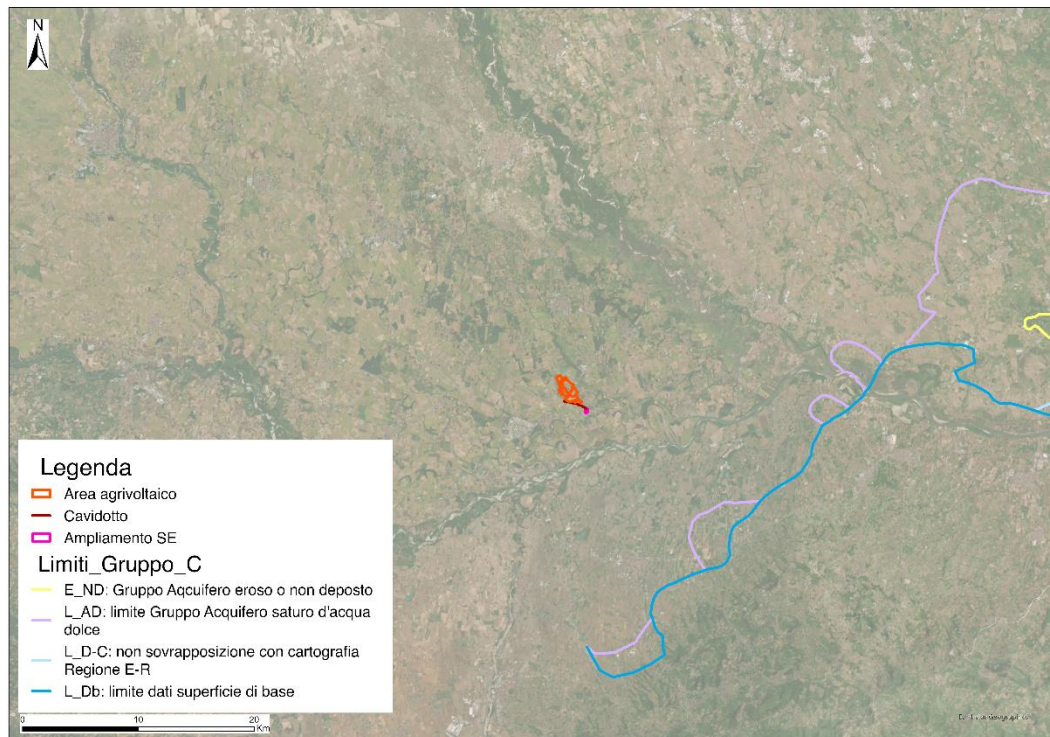 N
Legenda
Area agrivoltaico
Cavidotto
Ampliamento SE
Limiti_Gruppo_C
E_ND: Gruppo Aqcuifero eroso o non deposto
L_AD: limite Gruppo Acquifero saturo d'acqua
dolce
L_D-C: non sovrapposizione con cartografia
Regione E-R
L_Db: limite dati superficie di base
0 10 20
Km